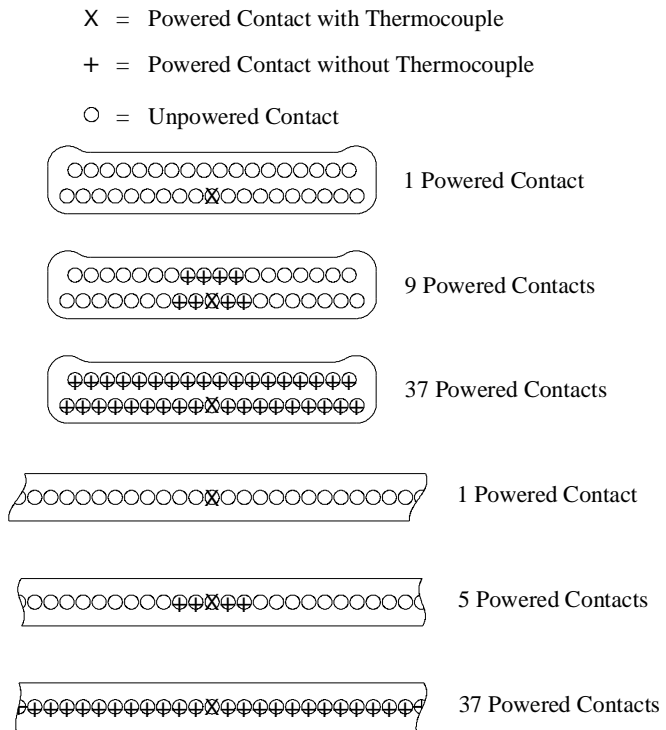 X = Powered Contact with Thermocouple
+ = Powered Contact without Thermocouple
○ = Unpowered Contact
1 Powered Contact
9 Powered Contacts
37 Powered Contacts
1 Powered Contact
5 Powered Contacts
37 Powered Contacts